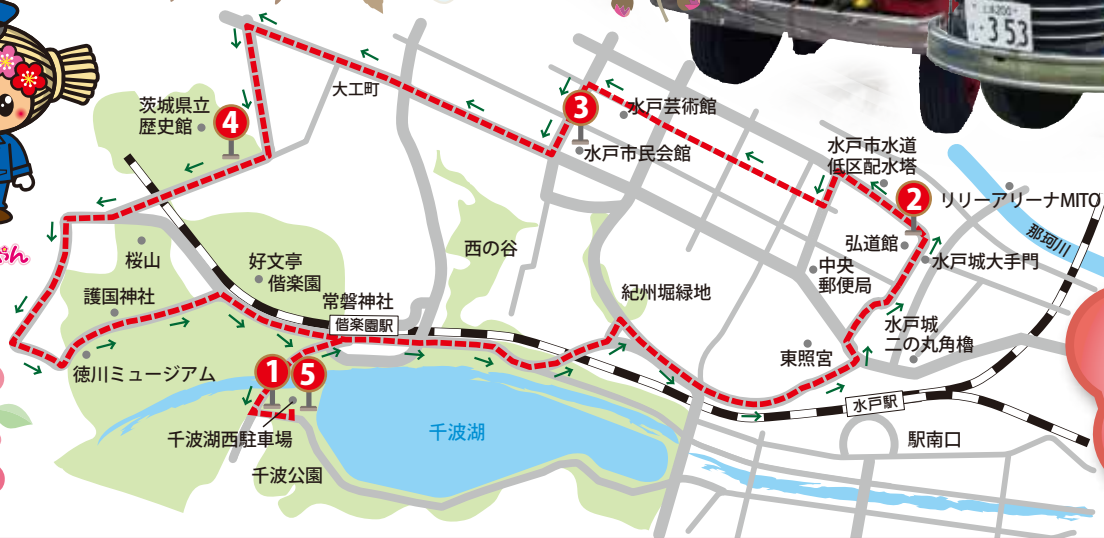 353
大工町
茨城県立
歴史館
4
3
水戸芸術館
水戸市民会館
水戸市水道
低区配水塔
2
リリーアリーナMITO
那珂川
弘道館
水戸城大手門
中央
郵便局
西の谷
桜山
好文亭
偕楽園
護国神社
常磐神社
偕楽園駅
紀州堀緑地
水戸城
二の丸角櫓
東照宮
徳川ミュージアム
1
5
水戸駅
千波湖
千波湖西駐車場
駅南口
千波公園